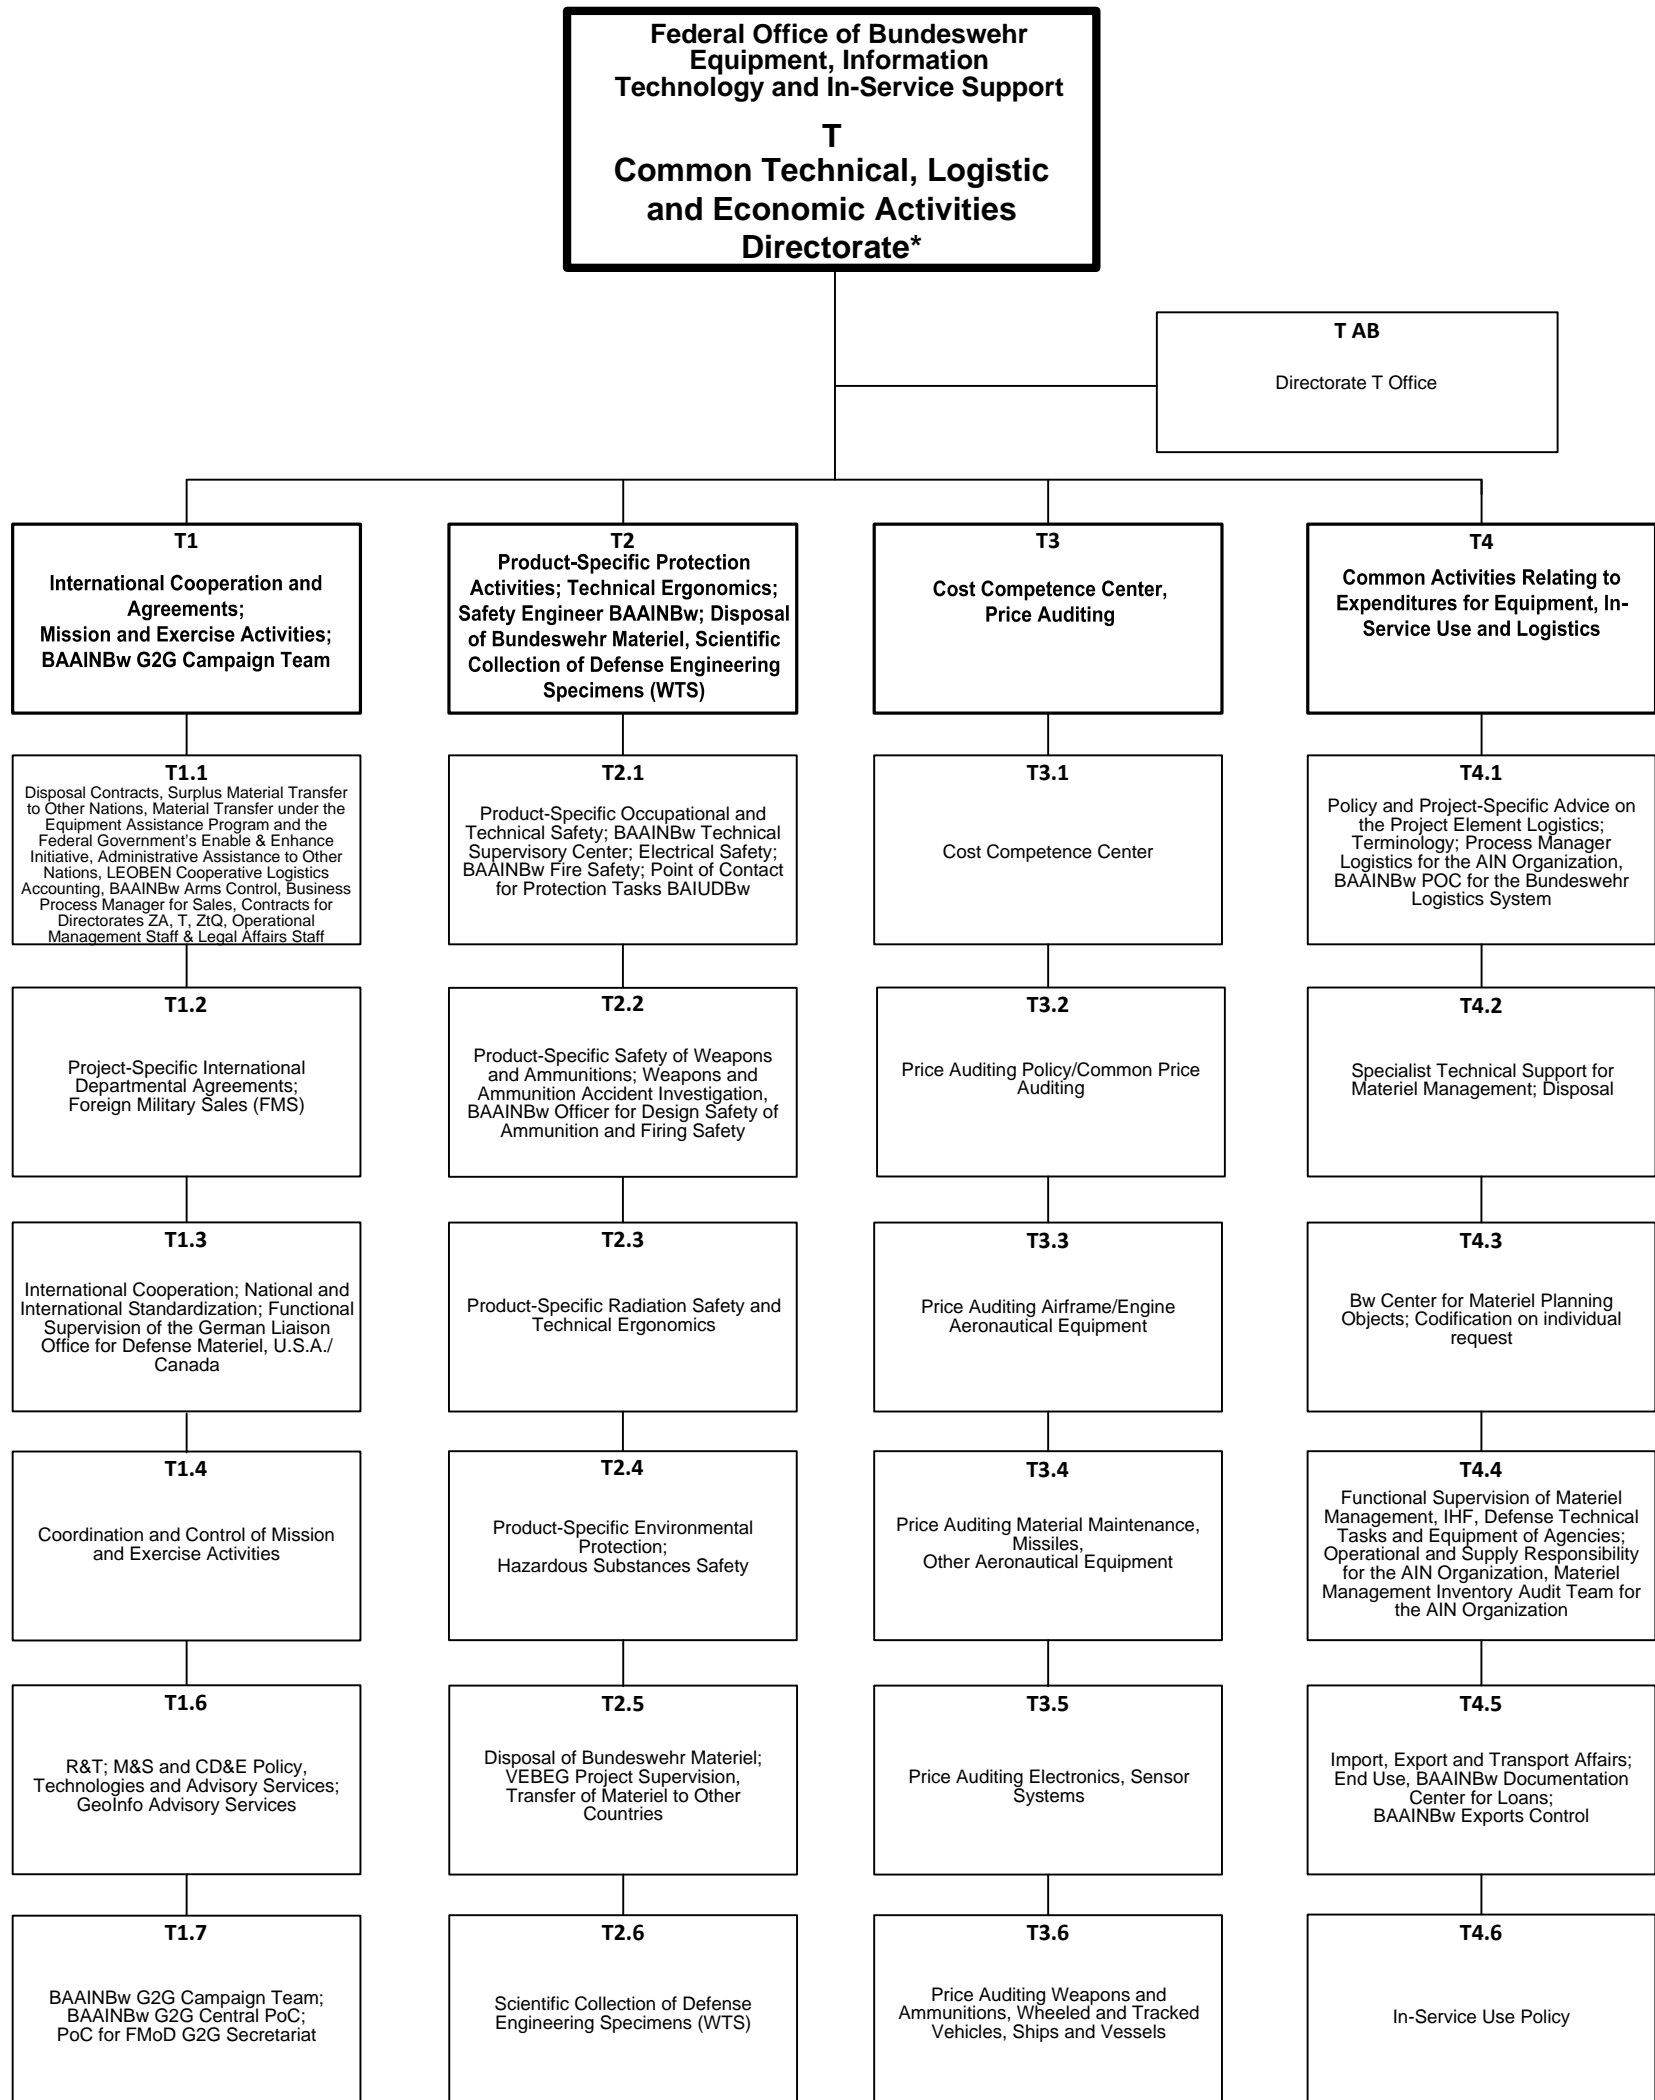 Federal Office of Bundeswehr
Equipment, Information
Technology and In-Service Support
T
Common Technical, Logistic
and Economic Activities
Directorate*
T AB
Directorate T Office
T1
International Cooperation and
Agreements;
Mission and Exercise Activities;
BAAINBw G2G Campaign Team
T2
Product-Specific Protection
Activities; Technical Ergonomics;
Safety Engineer BAAINBw; Disposal
of Bundeswehr Materiel, Scientific
Collection of Defense Engineering
Specimens (WTS)
T3
Cost Competence Center,
Price Auditing
T4
Common Activities Relating to
Expenditures for Equipment, In-
Service Use and Logistics
T1.1
Disposal Contracts, Surplus Material Transfer
to Other Nations, Material Transfer under the
Equipment Assistance Program and the
Federal Government's Enable & Enhance
Initiative, Administrative Assistance to Other
Nations, LEOBEN Cooperative Logistics
Accounting, BAAINBw Arms Control, Business
Process Manager for Sales, Contracts for
Directorates ZA, T, ZtQ, Operational
Management Staff & Legal Affairs Staff
T2.1
Product-Specific Occupational and
Technical Safety; BAAINBw Technical
Supervisory Center; Electrical Safety;
BAAINBw Fire Safety; Point of Contact
for Protection Tasks BAIUDBw
T3.1
Cost Competence Center
T4.1
Policy and Project-Specific Advice on
the Project Element Logistics;
Terminology; Process Manager
Logistics for the AIN Organization,
BAAINBw POC for the Bundeswehr
Logistics System
T1.2
Project-Specific International
Departmental Agreements;
Foreign Military Sales (FMS)
T2.2
Product-Specific Safety of Weapons
and Ammunitions; Weapons and
Ammunition Accident Investigation,
BAAINBw Officer for Design Safety of
Ammunition and Firing Safety
T3.2
Price Auditing Policy/Common Price
Auditing
T4.2
Specialist Technical Support for
Materiel Management; Disposal
T1.3
International Cooperation; National and
International Standardization; Functional
Supervision of the German Liaison
Office for Defense Materiel, U.S.A./
Canada
T2.3
Product-Specific Radiation Safety and
Technical Ergonomics
T3.3
Price Auditing Airframe/Engine
Aeronautical Equipment
T4.3
Bw Center for Materiel Planning
Objects; Codification on individual
request
T1.4
Coordination and Control of Mission
and Exercise Activities
T2.4
Product-Specific Environmental
Protection;
Hazardous Substances Safety
T3.4
Price Auditing Material Maintenance,
Missiles,
Other Aeronautical Equipment
T4.4
Functional Supervision of Materiel
Management, IHF, Defense Technical
Tasks and Equipment of Agencies;
Operational and Supply Responsibility
for the AIN Organization, Materiel
Management Inventory Audit Team for
the AIN Organization
T1.6
R&T; M&S and CD&E Policy,
Technologies and Advisory Services;
GeoInfo Advisory Services
T2.5
Disposal of Bundeswehr Materiel;
VEBEG Project Supervision,
Transfer of Materiel to Other
Countries
T3.5
Price Auditing Electronics, Sensor
Systems
T4.5
Import, Export and Transport Affairs;
End Use, BAAINBw Documentation
Center for Loans;
BAAINBw Exports Control
T1.7
BAAINBw G2G Campaign Team;
BAAINBw G2G Central PoC;
PoC for FMoD G2G Secretariat
T2.6
Scientific Collection of Defense
Engineering Specimens (WTS)
T3.6
Price Auditing Weapons and
Ammunitions, Wheeled and Tracked
Vehicles, Ships and Vessels
T4.6
In-Service Use Policy